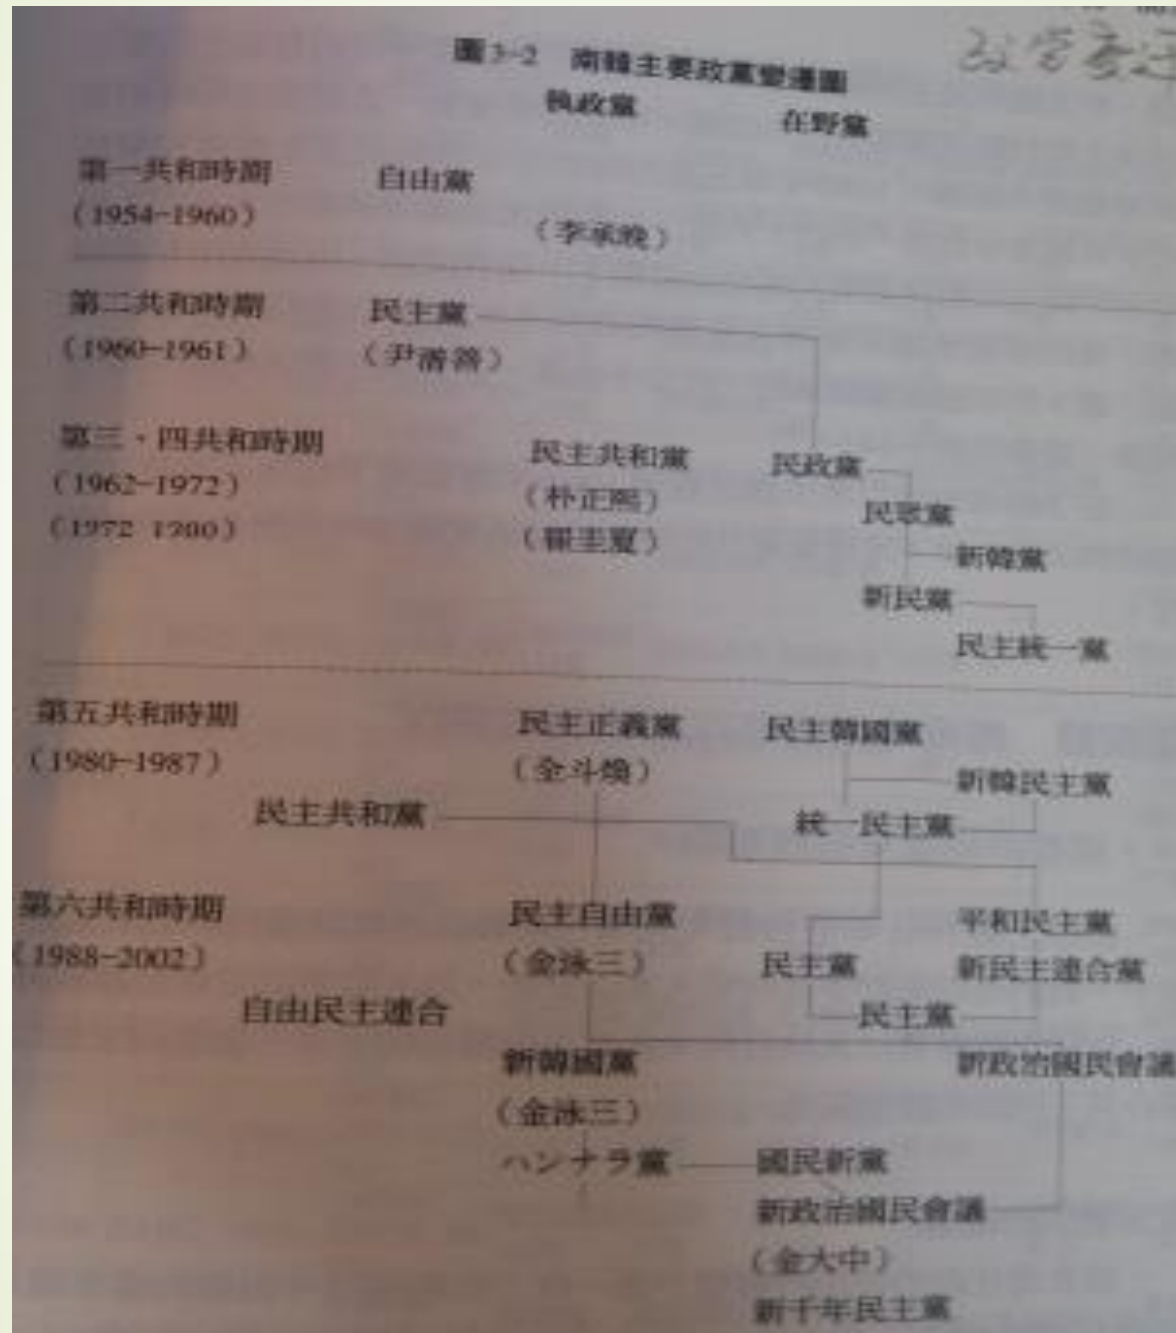 圖3-2 南韓主要政黨變遷圖
執政黨 在野黨
第一共和時期 自由黨
(1954-1960) (李承晚)
第二共和時期 民主黨
(1960-1961) (尹潽善)
第三、四共和時期 民主共和黨 民政黨
(1962-1972) (朴正熙) 民眾黨
(1972-1980) (崔圭夏) 新韓黨
新民黨
民主統一黨
第五共和時期 民主正義黨 民主韓國黨
(1980-1987) (全斗煥) 新韓民主黨
民主共和黨 統一民主黨
第六共和時期 民主自由黨 平和民主黨
(1988-2002) (金泳三) 民主黨 新民主連合黨
自由民主連合 民主黨
新韓國黨 新政治國民會議
(金泳三)
ハンナラ黨 國民新黨
新政治國民會議
(金大中)
新千年民主黨